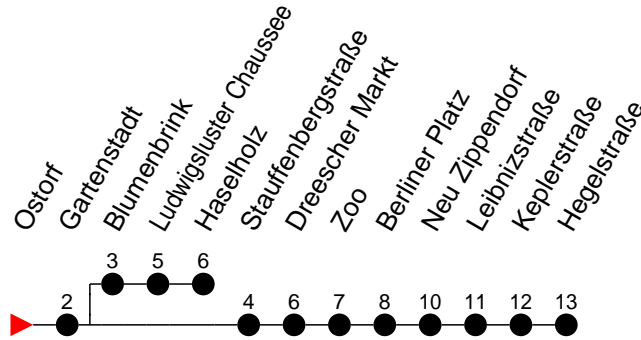 Ostorf
Gartenstadt
Blumenbrink
Ludwigsluster Chaussee
Haselholz
Stauffenbergstraße
Dreescher Markt
Zoo
Berliner Platz
Neu Zippendorf
Leibnizstraße
Keplerstraße
Hegelstraße
3 5 6
2 4 6 7 8 10 11 12 13